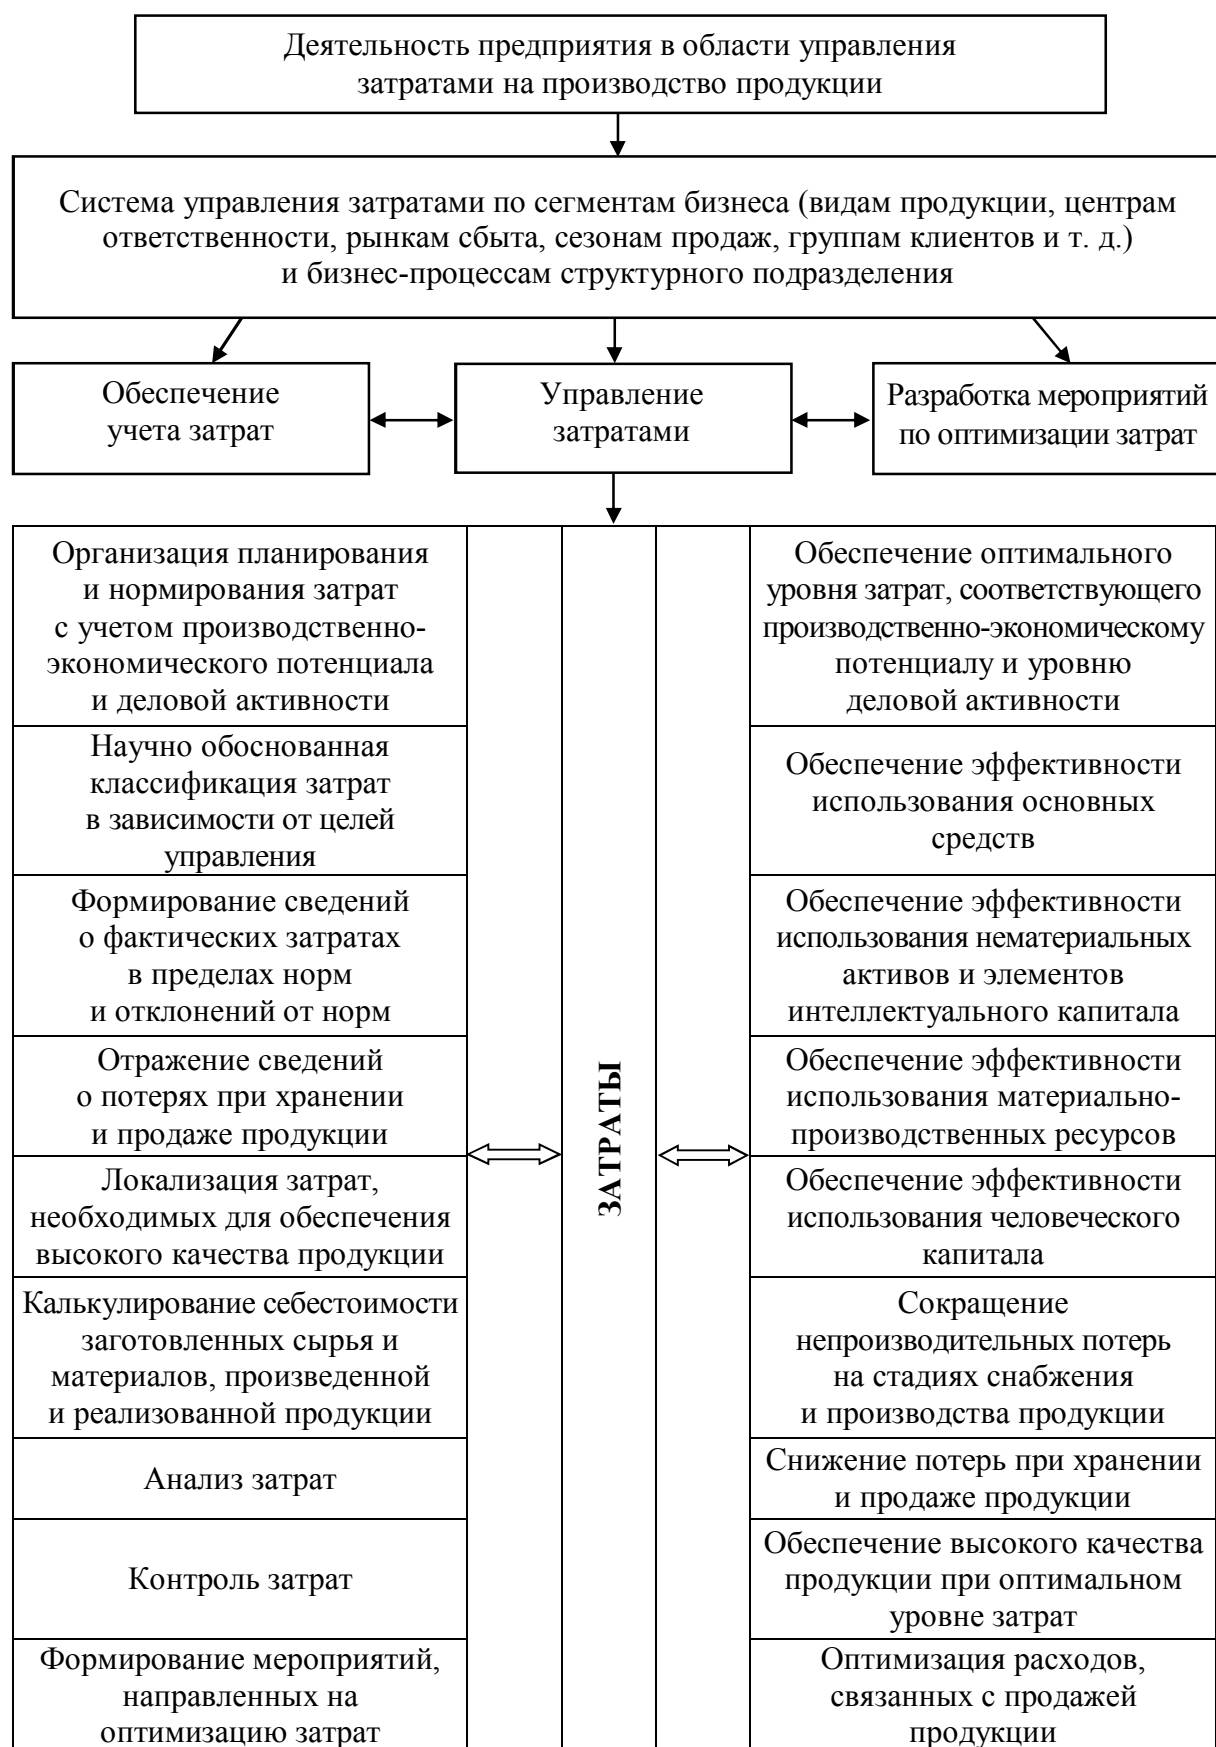 Деятельность предприятия в области управления
затратами на производство продукции
Система управления затратами по сегментам бизнеса (видам продукции, центрам
ответственности, рынкам сбыта, сезонам продаж, группам клиентов и т. д.)
и бизнес-процессам структурного подразделения
Обеспечение
учета затрат
Управление
затратами
Разработка мероприятий
по оптимизации затрат
Организация планирования
и нормирования затрат
с учетом производственно-
экономического потенциала
и деловой активности
Научно обоснованная
классификация затрат
в зависимости от целей
управления
Формирование сведений
о фактических затратах
в пределах норм
и отклонений от норм
Отражение сведений
о потерях при хранении
и продаже продукции
Локализация затрат,
необходимых для обеспечения
высокого качества продукции
Калькулирование себестоимости
заготовленных сырья и
материалов, произведенной
и реализованной продукции
Анализ затрат
Контроль затрат
Формирование мероприятий,
направленных на
оптимизацию затрат
ЗАТРАТЫ
Обеспечение оптимального
уровня затрат, соответствующего
производственно-экономическому
потенциалу и уровню
деловой активности
Обеспечение эффективности
использования основных
средств
Обеспечение эффективности
использования нематериальных
активов и элементов
интеллектуального капитала
Обеспечение эффективности
использования материально-
производственных ресурсов
Обеспечение эффективности
использования человеческого
капитала
Сокращение
непроизводительных потерь
на стадиях снабжения
и производства продукции
Снижение потерь при хранении
и продаже продукции
Обеспечение высокого качества
продукции при оптимальном
уровне затрат
Оптимизация расходов,
связанных с продажей
продукции